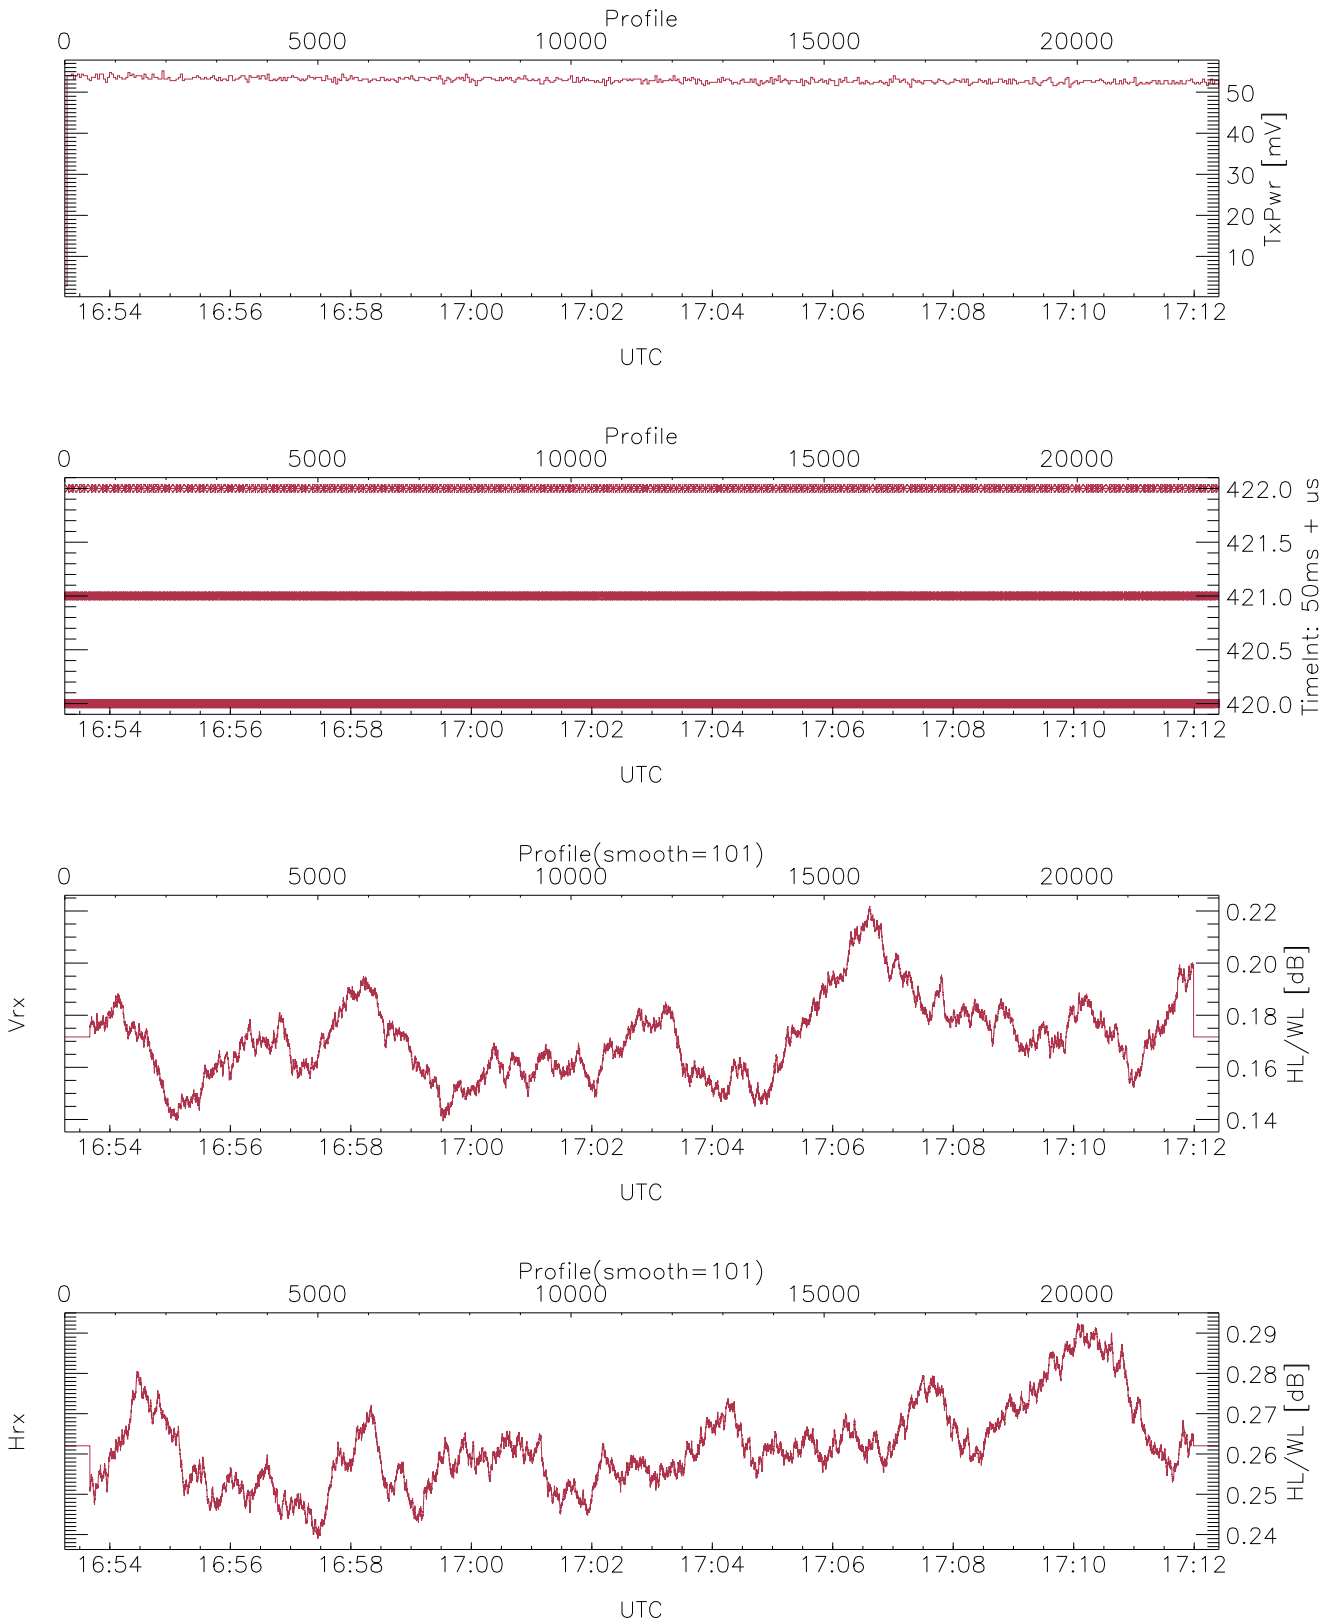 Profile
0 5000 10000 15000 20000
50
40
30
20
10
TxPwr [mV]
16:54 16:56 16:58 17:00 17:02 17:04 17:06 17:08 17:10 17:12
UTC
Profile
0 5000 10000 15000 20000
422.0
421.5
421.0
420.5
420.0
TimeInt: 50ms + us
16:54 16:56 16:58 17:00 17:02 17:04 17:06 17:08 17:10 17:12
UTC
Profile(smooth=101)
0 5000 10000 15000 20000
Vrx
0.22
0.20
0.18
0.16
0.14
HL/WL [dB]
16:54 16:56 16:58 17:00 17:02 17:04 17:06 17:08 17:10 17:12
UTC
Profile(smooth=101)
0 5000 10000 15000 20000
Hrx
0.29
0.28
0.27
0.26
0.25
0.24
HL/WL [dB]
16:54 16:56 16:58 17:00 17:02 17:04 17:06 17:08 17:10 17:12
UTC